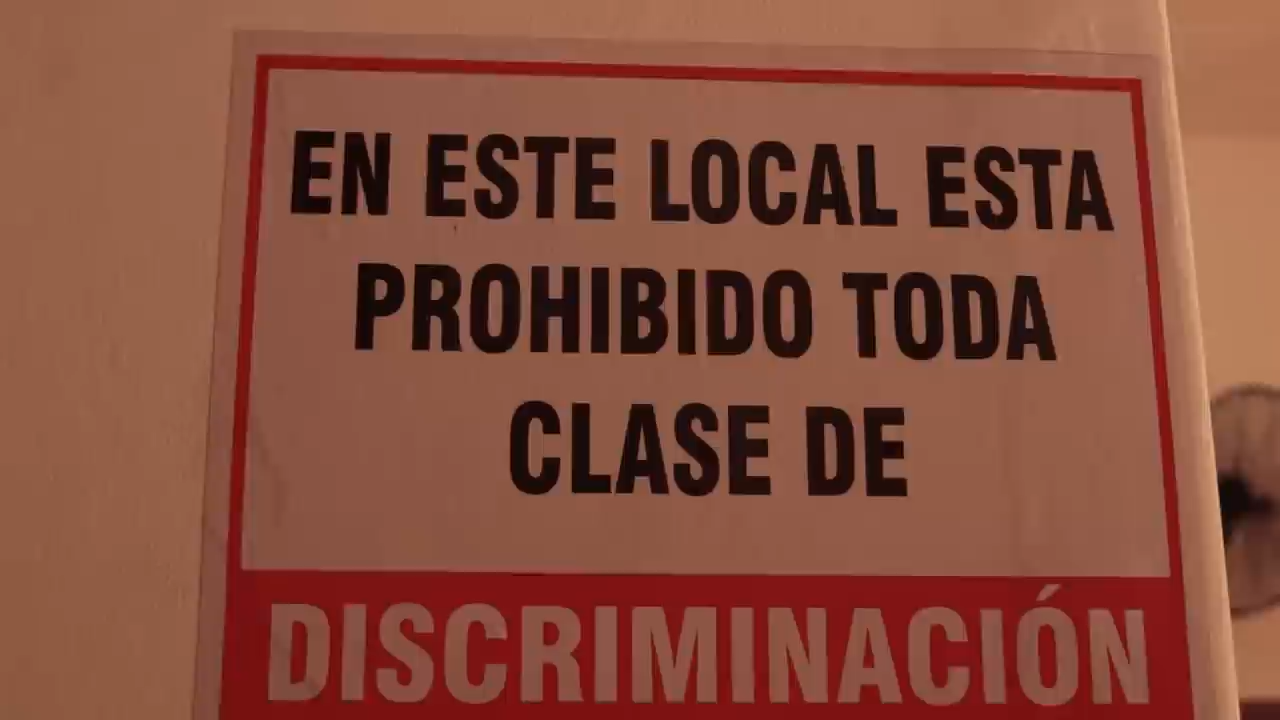 EN ESTE LOCAL ESTA
PROHIBIDO TODA
CLASE DE
DISCRIMINACIÓN